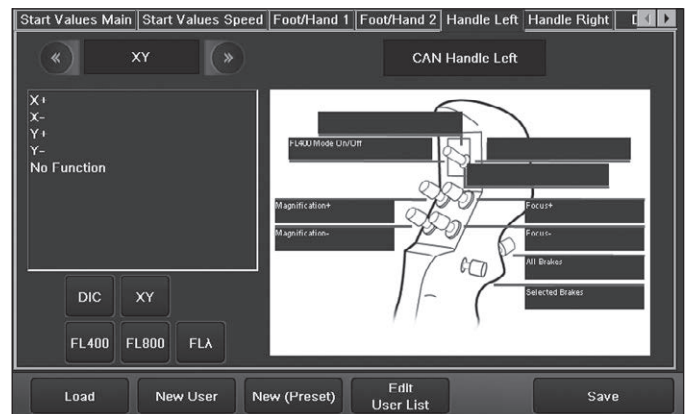 Start Values Main
Start Values Speed
Foot/Hand 1
Foot/Hand 2
Handle Left
Handle Right
«
XY
»
CAN Handle Left
X+
X-
Y+
Y-
No Function
FL400 Mode On/Off
Magnification+
Magnification-
Focus+
Focus-
All Brakes
Selected Brakes
DIC
XY
FL400
FL800
FLλ
Load
New User
New (Preset)
Edit
User List
Save